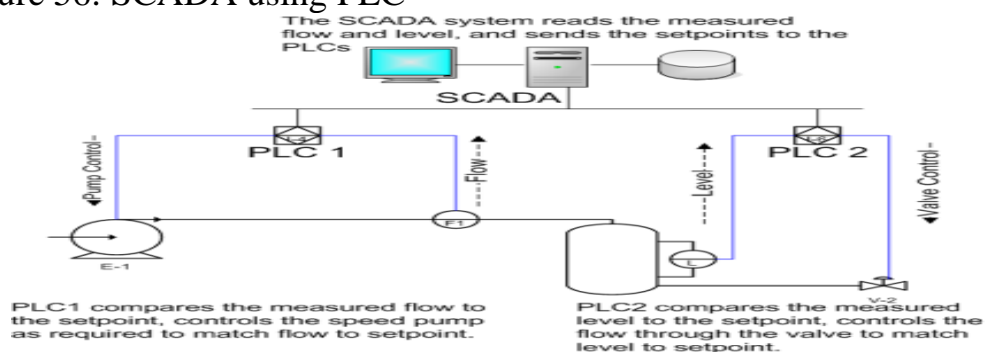 ure 38: SCADA using PLC
The SCADA system reads the measured
flow and level, and sends the setpoints to the
PLCs
SCADA
PLC 1
PLC 2
Pump Control
Flow
Level
Valve Control
F1
L
E-1
V-2
PLC1 compares the measured flow to
the setpoint, controls the speed pump
as required to match flow to setpoint.
PLC2 compares the measured
level to the setpoint, controls the
flow through the valve to match
level to setpoint.